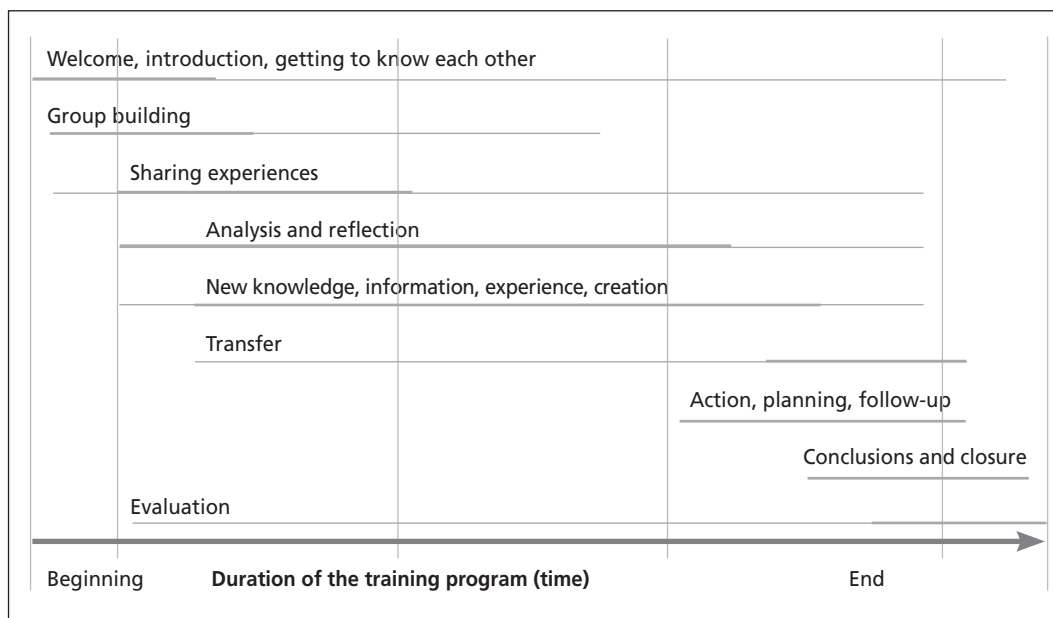 Welcome, introduction, getting to know each other
Group building
Sharing experiences
Analysis and reflection
New knowledge, information, experience, creation
Transfer
Action, planning, follow-up
Conclusions and closure
Evaluation
Beginning Duration of the training program (time) End